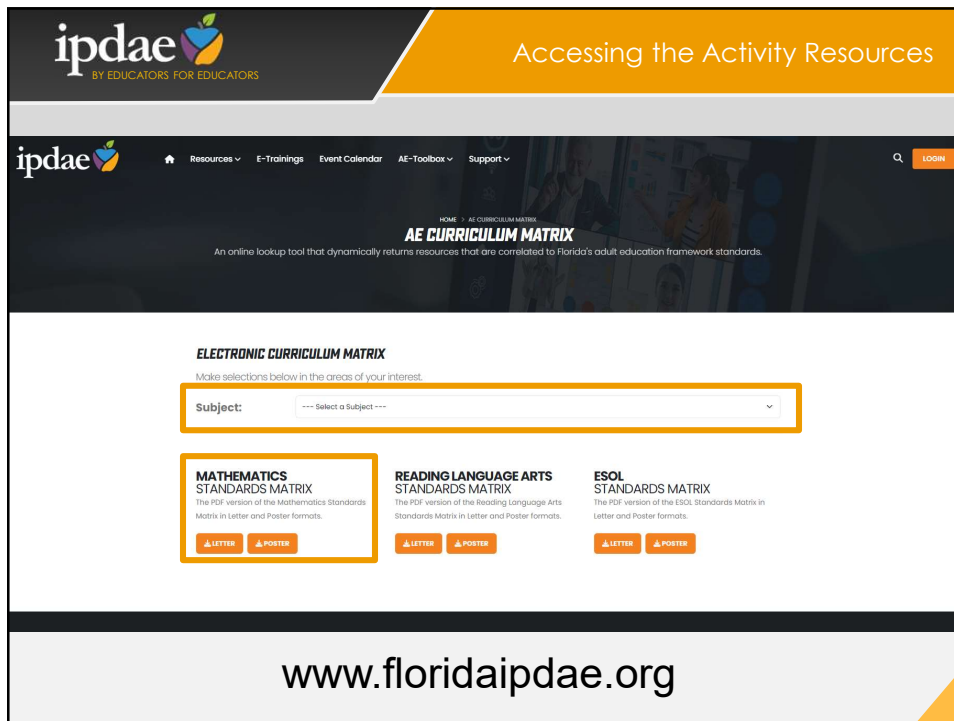 ipdae
BY EDUCATORS FOR EDUCATORS
Accessing the Activity Resources
ipdae
Resources E-Trainings Event Calendar AE-Toolbox Support
LOGIN
HOME > AE CURRICULUM MATRIX
AE CURRICULUM MATRIX
An online lookup tool that dynamically returns resources that are correlated to Florida's adult education framework standards.
ELECTRONIC CURRICULUM MATRIX
Make selections below in the areas of your interest.
Subject: --- Select a Subject ---
MATHEMATICS
STANDARDS MATRIX
The PDF version of the Mathematics Standards
Matrix in Letter and Poster formats.
LETTER POSTER
READING LANGUAGE ARTS
STANDARDS MATRIX
The PDF version of the Reading Language Arts
Standards Matrix in Letter and Poster formats.
LETTER POSTER
ESOL
STANDARDS MATRIX
The PDF version of the ESOL Standards Matrix in
Letter and Poster formats.
LETTER POSTER
www.floridaipdae.org